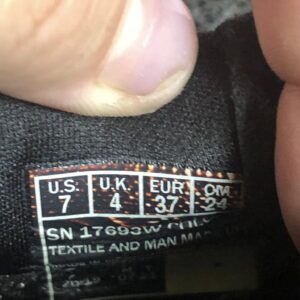 U.S. U.K. EUR CM
7 4 37 24
SN 17693W
TEXTILE AND MAN